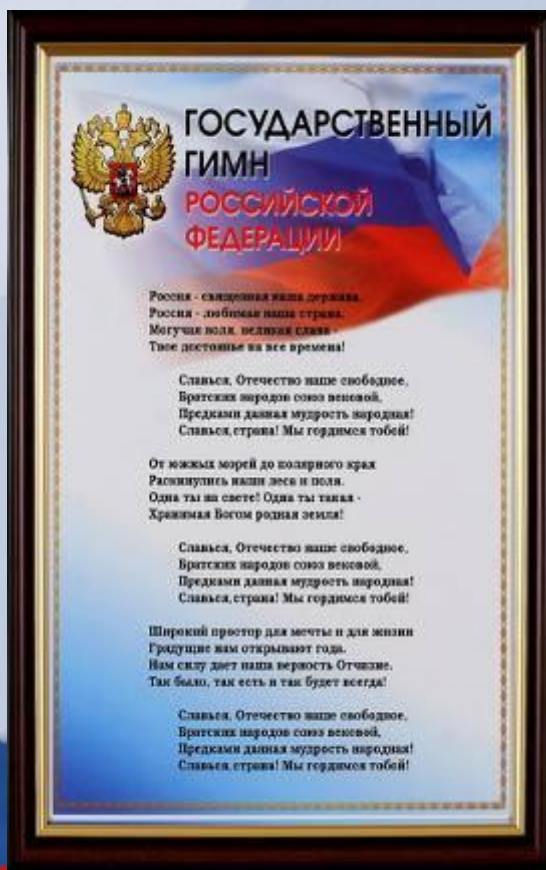 ГОСУДАРСТВЕННЫЙ
ГИМН
РОССИЙСКОЙ
ФЕДЕРАЦИИ
Россия - священная наша держава,
Россия - любимая наша страна.
Могучая воля, великая слава -
Твое достоянье на все времена!
Славься, Отечество наше свободное,
Братских народов союз вековой,
Предками данная мудрость народная!
Славься, страна! Мы гордимся тобой!
От южных морей до полярного края
Раскинулись наши леса и поля.
Одна ты на свете! Одна ты такая -
Хранимая Богом родная земля!
Славься, Отечество наше свободное,
Братских народов союз вековой,
Предками данная мудрость народная!
Славься, страна! Мы гордимся тобой!
Широкий простор для мечты и для жизни
Грядущие нам открывают года.
Нам силу дает наша верность Отчизне.
Так было, так есть и так будет всегда!
Славься, Отечество наше свободное,
Братских народов союз вековой,
Предками данная мудрость народная!
Славься, страна! Мы гордимся тобой!